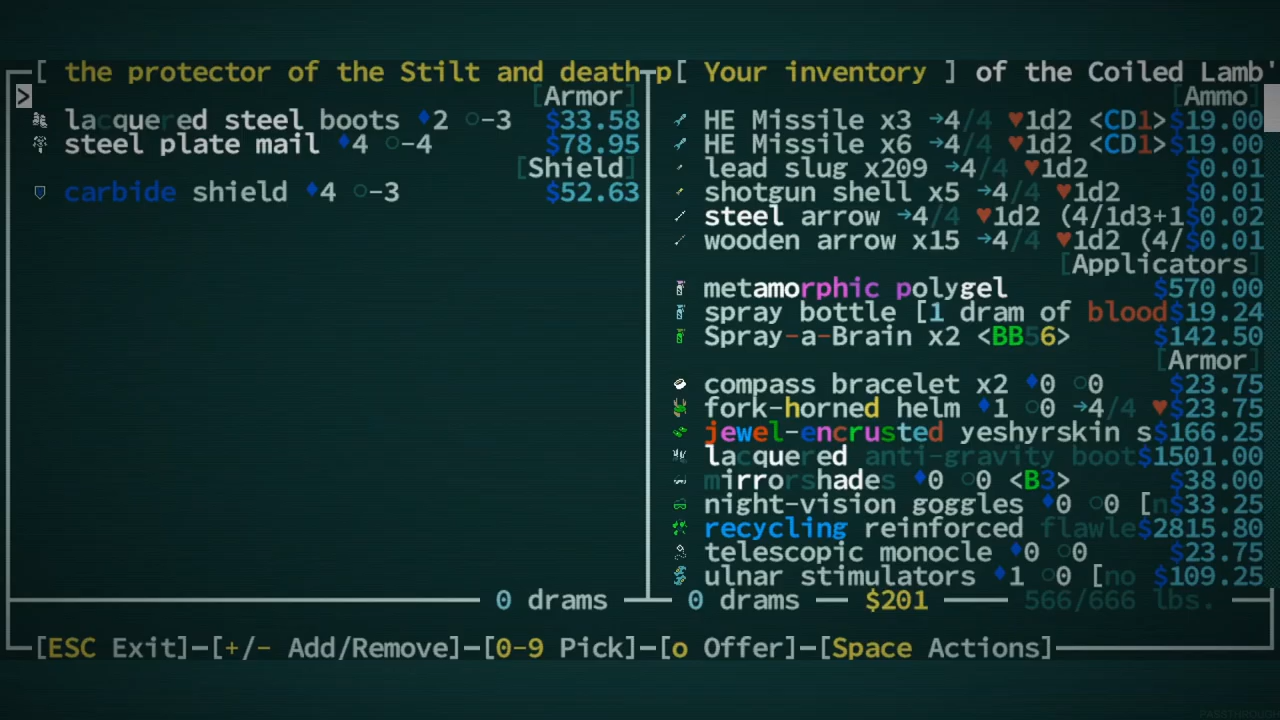 [ the protector of the Stilt and death p[ Your inventory ] of the Coiled Lamb'
>
[Armor]
lacquered steel boots ♦2 ○-3 $33.58
steel plate mail ♦4 ○-4 $78.95
[Shield]
carbide shield ♦4 ○-3 $52.63
0 drams
[Ammo]
HE Missile x3 →4/4 ♥1d2 <CD1> $19.00
HE Missile x6 →4/4 ♥1d2 <CD1> $19.00
lead slug x209 →4/4 ♥1d2 $0.01
shotgun shell x5 →4/4 ♥1d2 $0.01
steel arrow →4/4 ♥1d2 (4/1d3+1$0.02
wooden arrow x15 →4/4 ♥1d2 (4/$0.01
[Applicators]
metamorphic polygel $570.00
spray bottle [1 dram of blood$19.24
Spray-a-Brain x2 <BB56> $142.50
[Armor]
compass bracelet x2 ♦0 ○0 $23.75
fork-horned helm ♦1 ○0 →4/4 ♥$23.75
jewel-encrusted yeshyrskin s$166.25
lacquered anti-gravity boot$1501.00
mirrorshades ♦0 ○0 <B3> $38.00
night-vision goggles ♦0 ○0 [n$33.25
recycling reinforced flawle$2815.80
telescopic monocle ♦0 ○0 $23.75
ulnar stimulators ♦1 ○0 [no $109.25
0 drams $201 566/666 lbs.
[ESC Exit]-[+/- Add/Remove]-[0-9 Pick]-[o Offer]-[Space Actions]